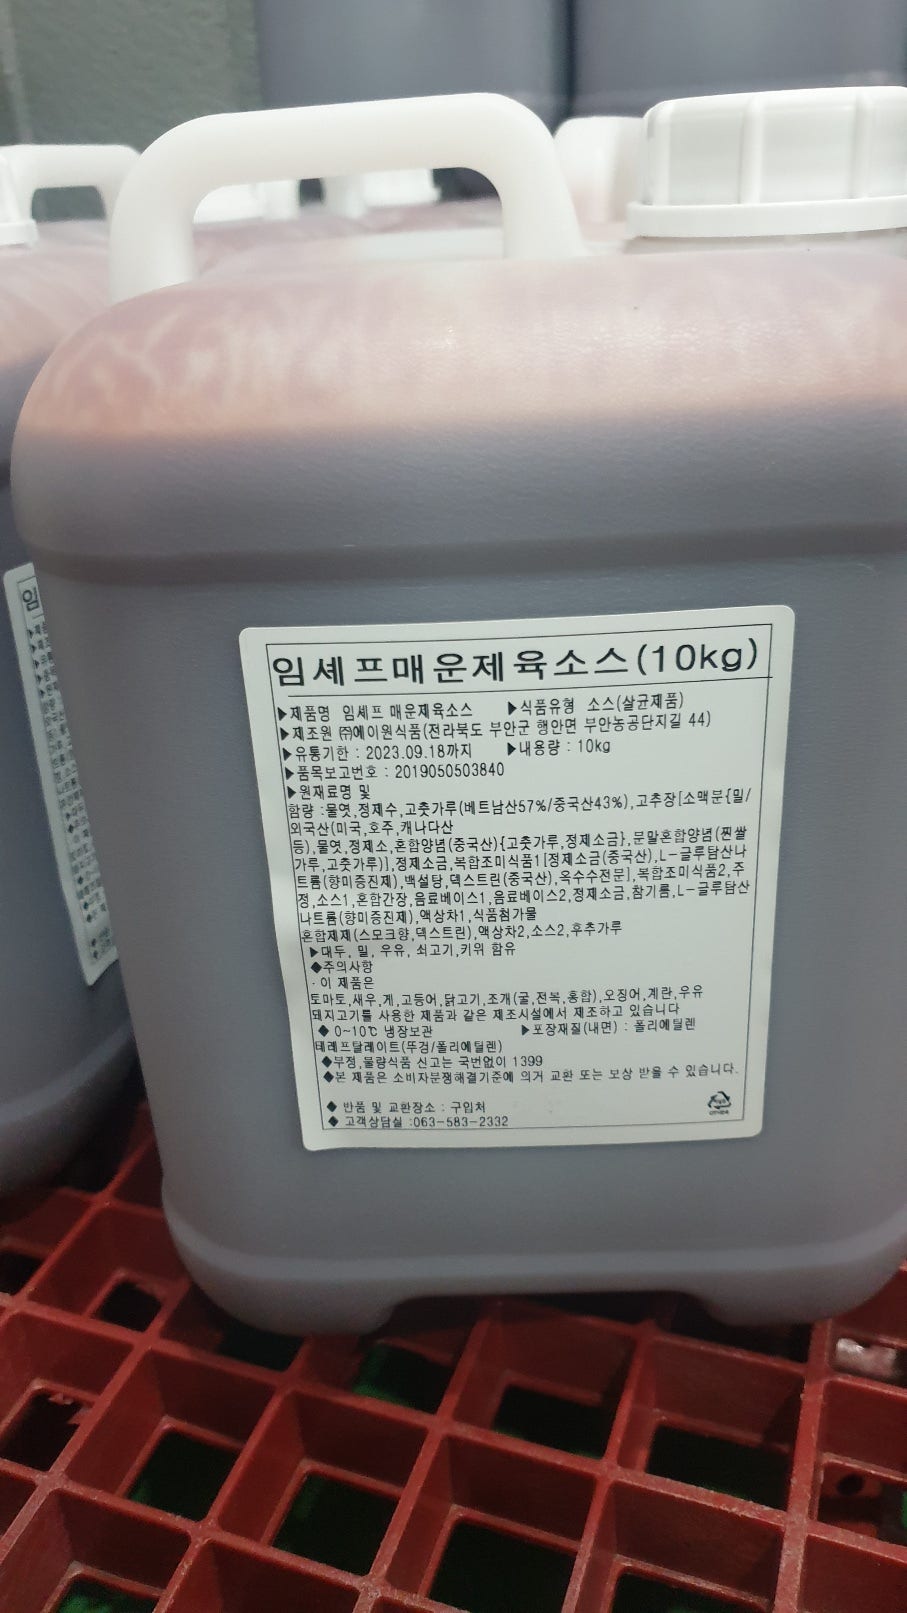 임셰프매운제육소스(10kg)
▶제품명 임셰프 매운제육소스 ▶식품유형 소스(살균제품)
▶제조원 ㈜에이원식품(전라북도 부안군 행안면 부안농공단지길 44)
▶유통기한 : 2023.09.18까지 ▶내용량 : 10kg
▶품목보고번호 : 2019050503840
▶원재료명 및
함량 :물엿,정제수,고춧가루(베트남산57%/중국산43%),고추장[소맥분{밀/
외국산(미국,호주,캐나다산
등),물엿,정제소,혼합양념(중국산){고춧가루,정제소금},분말혼합양념(찐쌀
가루,고춧가루)],정제소금,복합조미식품1[정제소금(중국산),L-글루탐산나
트륨(향미증진제),백설탕,덱스트린(중국산),옥수수전분],복합조미식품2,주
정,소스1,혼합간장,음료베이스1,음료베이스2,정제소금,참기름,L-글루탐산
나트륨(향미증진제),액상차1,식품첨가물
혼합제제(스모크향,덱스트린),액상차2,소스2,후추가루
▶대두, 밀, 우유, 쇠고기,키위 함유
◆주의사항
· 이 제품은
토마토,새우,게,고등어,닭고기,조개(굴,전복,홍합),오징어,계란,우유
돼지고기를 사용한 제품과 같은 제조시설에서 제조하고 있습니다
◆ 0~10℃ 냉장보관 ▶포장재질(내면) : 폴리에틸렌
테레프탈레이트(뚜껑/폴리에틸렌)
◆부정,불량식품 신고는 국번없이 1399
◆본 제품은 소비자분쟁해결기준에 의거 교환 또는 보상 받을 수 있습니다.
◆ 반품 및 교환장소 : 구입처
◆ 고객상담실 :063-583-2332
임